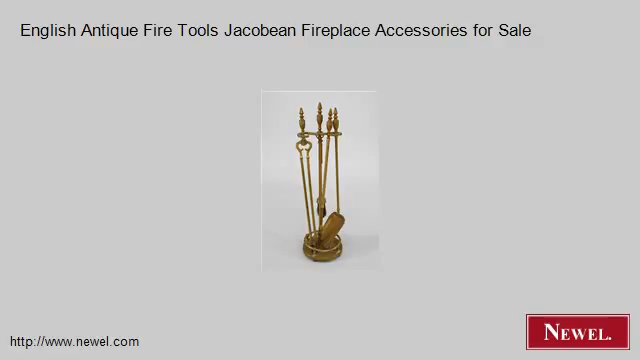 English Antique Fire Tools Jacobean Fireplace Accessories for Sale
http://www.newel.com
NEWEL.